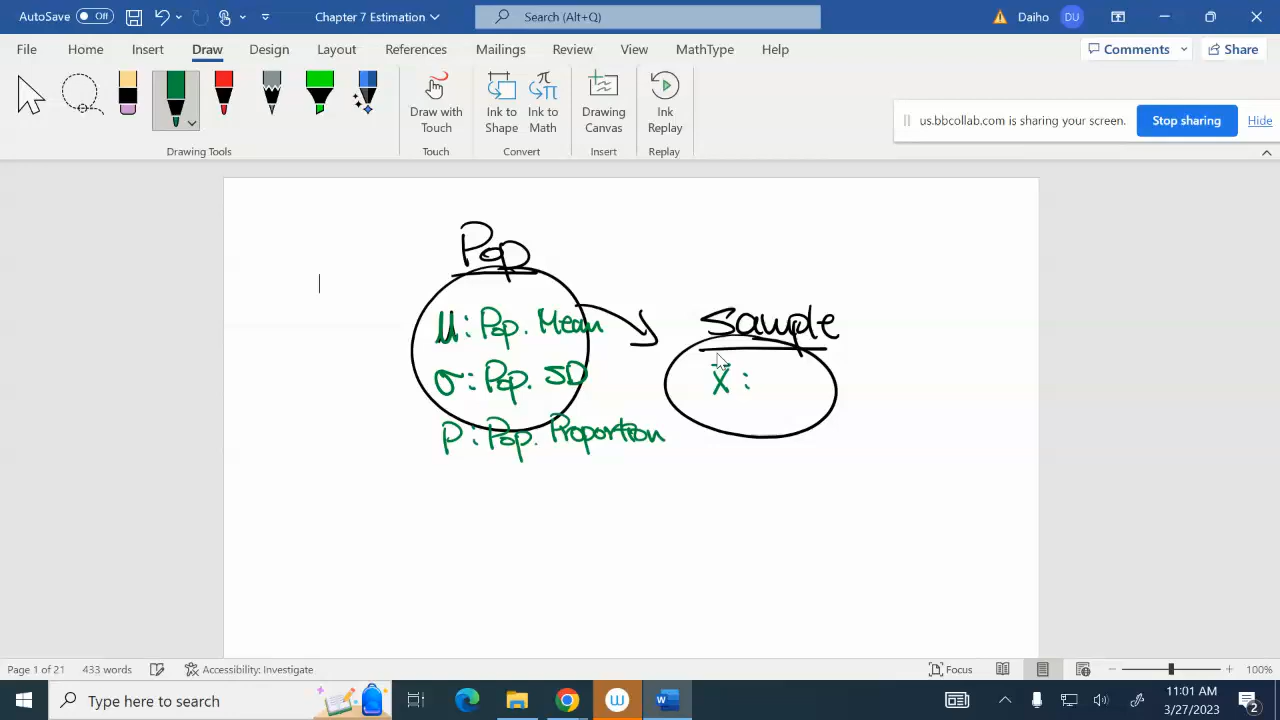 AutoSave Off Chapter 7 Estimation Search (Alt+Q) Daiho DU
File Home Insert Draw Design Layout References Mailings Review View MathType Help Comments Share
Draw with Touch
Ink to Shape
Ink to Math
Drawing Canvas
Ink Replay
Drawing Tools Touch Convert Insert Replay
us.bbcollab.com is sharing your screen. Stop sharing Hide
Pop
μ: Pop. Mean
σ: Pop. SD
p: Pop. Proportion
Sample
x̄:
Page 1 of 21 433 words Accessibility: Investigate Focus 100%
Type here to search 11:01 AM
3/27/2023 2